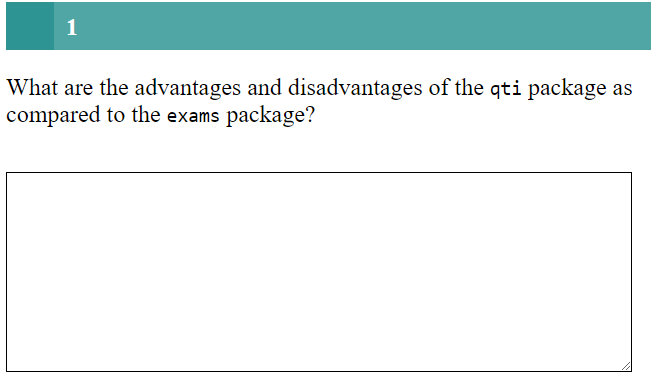 1
What are the advantages and disadvantages of the qti package as
compared to the exams package?